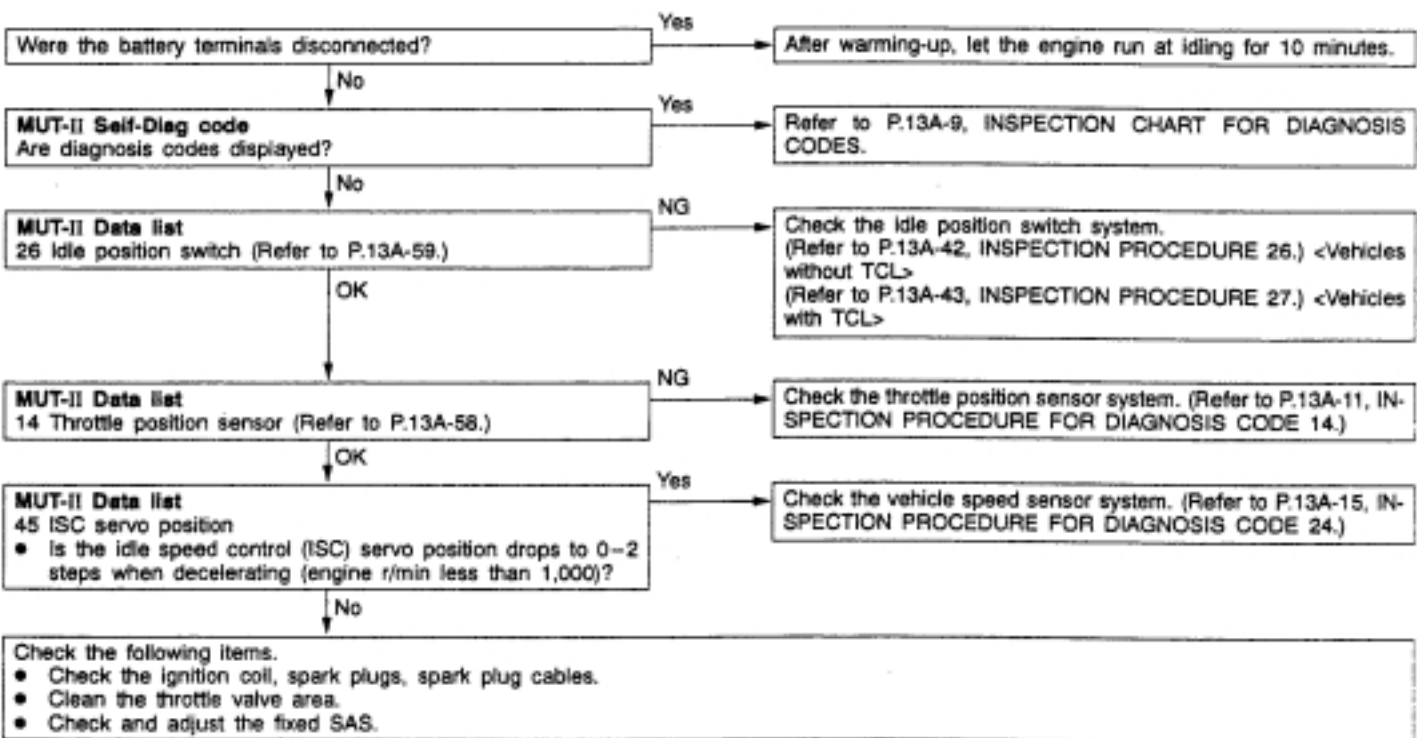 Yes
Were the battery terminals disconnected?
After warming-up, let the engine run at idling for 10 minutes.
No
Yes
MUT-II Self-Diag code
Are diagnosis codes displayed?
Refer to P.13A-9, INSPECTION CHART FOR DIAGNOSIS
CODES.
No
NG
MUT-II Data list
26 Idle position switch (Refer to P.13A-59.)
Check the idle position switch system.
(Refer to P.13A-42, INSPECTION PROCEDURE 26.) <Vehicles
without TCL>
(Refer to P.13A-43, INSPECTION PROCEDURE 27.) <Vehicles
with TCL>
OK
NG
MUT-II Data list
14 Throttle position sensor (Refer to P.13A-58.)
Check the throttle position sensor system. (Refer to P.13A-11, IN-
SPECTION PROCEDURE FOR DIAGNOSIS CODE 14.)
OK
Yes
MUT-II Data list
45 ISC servo position
• Is the idle speed control (ISC) servo position drops to 0–2
steps when decelerating (engine r/min less than 1,000)?
Check the vehicle speed sensor system. (Refer to P.13A-15, IN-
SPECTION PROCEDURE FOR DIAGNOSIS CODE 24.)
No
Check the following items.
• Check the ignition coil, spark plugs, spark plug cables.
• Clean the throttle valve area.
• Check and adjust the fixed SAS.